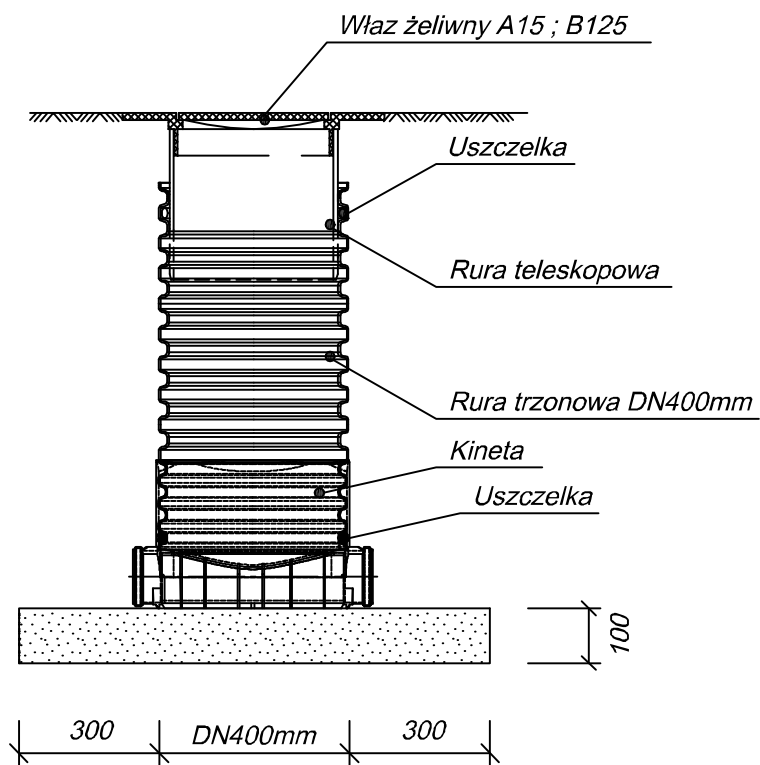 Właz żeliwny A15 ; B125
Uszczelka
Rura teleskopowa
Rura trzonowa DN400mm
Kineta
Uszczelka
100
300
DN400mm
300